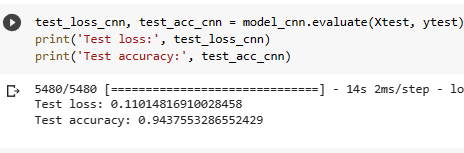 test_loss_cnn, test_acc_cnn = model_cnn.evaluate(Xtest, ytest)
print('Test loss:', test_loss_cnn)
print('Test accuracy:', test_acc_cnn)
5480/5480 [==============================] - 14s 2ms/step - lo
Test loss: 0.11014816910028458
Test accuracy: 0.9437553286552429